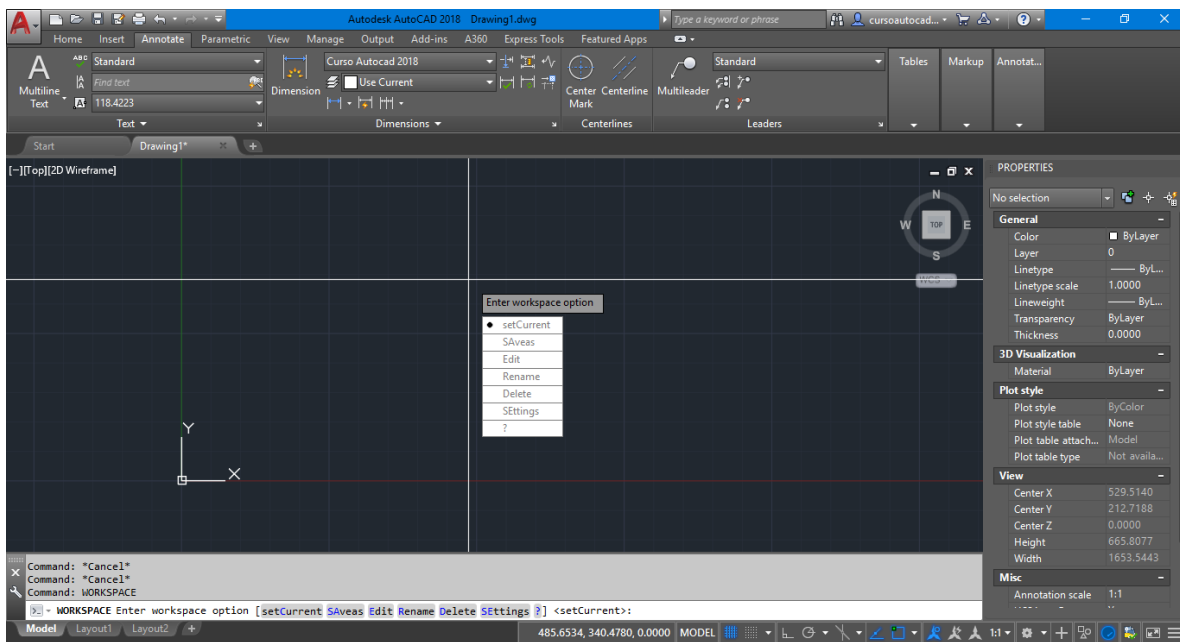 Autodesk AutoCAD 2018 Drawing1.dwg
Type a keyword or phrase
cursoautocad...
Home Insert Annotate Parametric View Manage Output Add-ins A360 Express Tools Featured Apps
A
Multiline
Text
ABC Standard
Find text
118.4223
Text
Dimension
Curso Autocad 2018
Use Current
Dimensions
Center
Mark
Centerline
Centerlines
Multileader
Standard
Leaders
Tables
Markup
Annotat...
Start Drawing1* +
[−][Top][2D Wireframe]
N
W TOP E
S
WCS
Enter workspace option
setCurrent
SAveas
Edit
Rename
Delete
SEttings
?
Y
X
PROPERTIES
No selection
General
Color ByLayer
Layer 0
Linetype ByL...
Linetype scale 1.0000
Lineweight ByL...
Transparency ByLayer
Thickness 0.0000
3D Visualization
Material ByLayer
Plot style
Plot style ByColor
Plot style table None
Plot table attach... Model
Plot table type Not availa...
View
Center X 529.5140
Center Y 212.7188
Center Z 0.0000
Height 665.8077
Width 1653.5443
Misc
Annotation scale 1:1
Command: *Cancel*
Command: *Cancel*
Command: WORKSPACE
WORKSPACE Enter workspace option [setCurrent SAveas Edit Rename Delete SEttings ?] <setCurrent>:
Model Layout1 Layout2 +
485.6534, 340.4780, 0.0000 MODEL 1:1